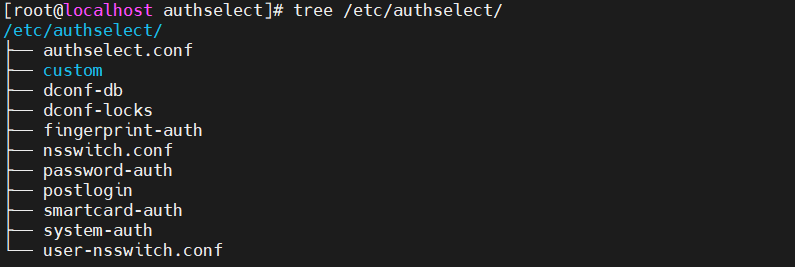 [root@localhost authselect]# tree /etc/authselect/
/etc/authselect/
├── authselect.conf
├── custom
├── dconf-db
├── dconf-locks
├── fingerprint-auth
├── nsswitch.conf
├── password-auth
├── postlogin
├── smartcard-auth
├── system-auth
└── user-nsswitch.conf